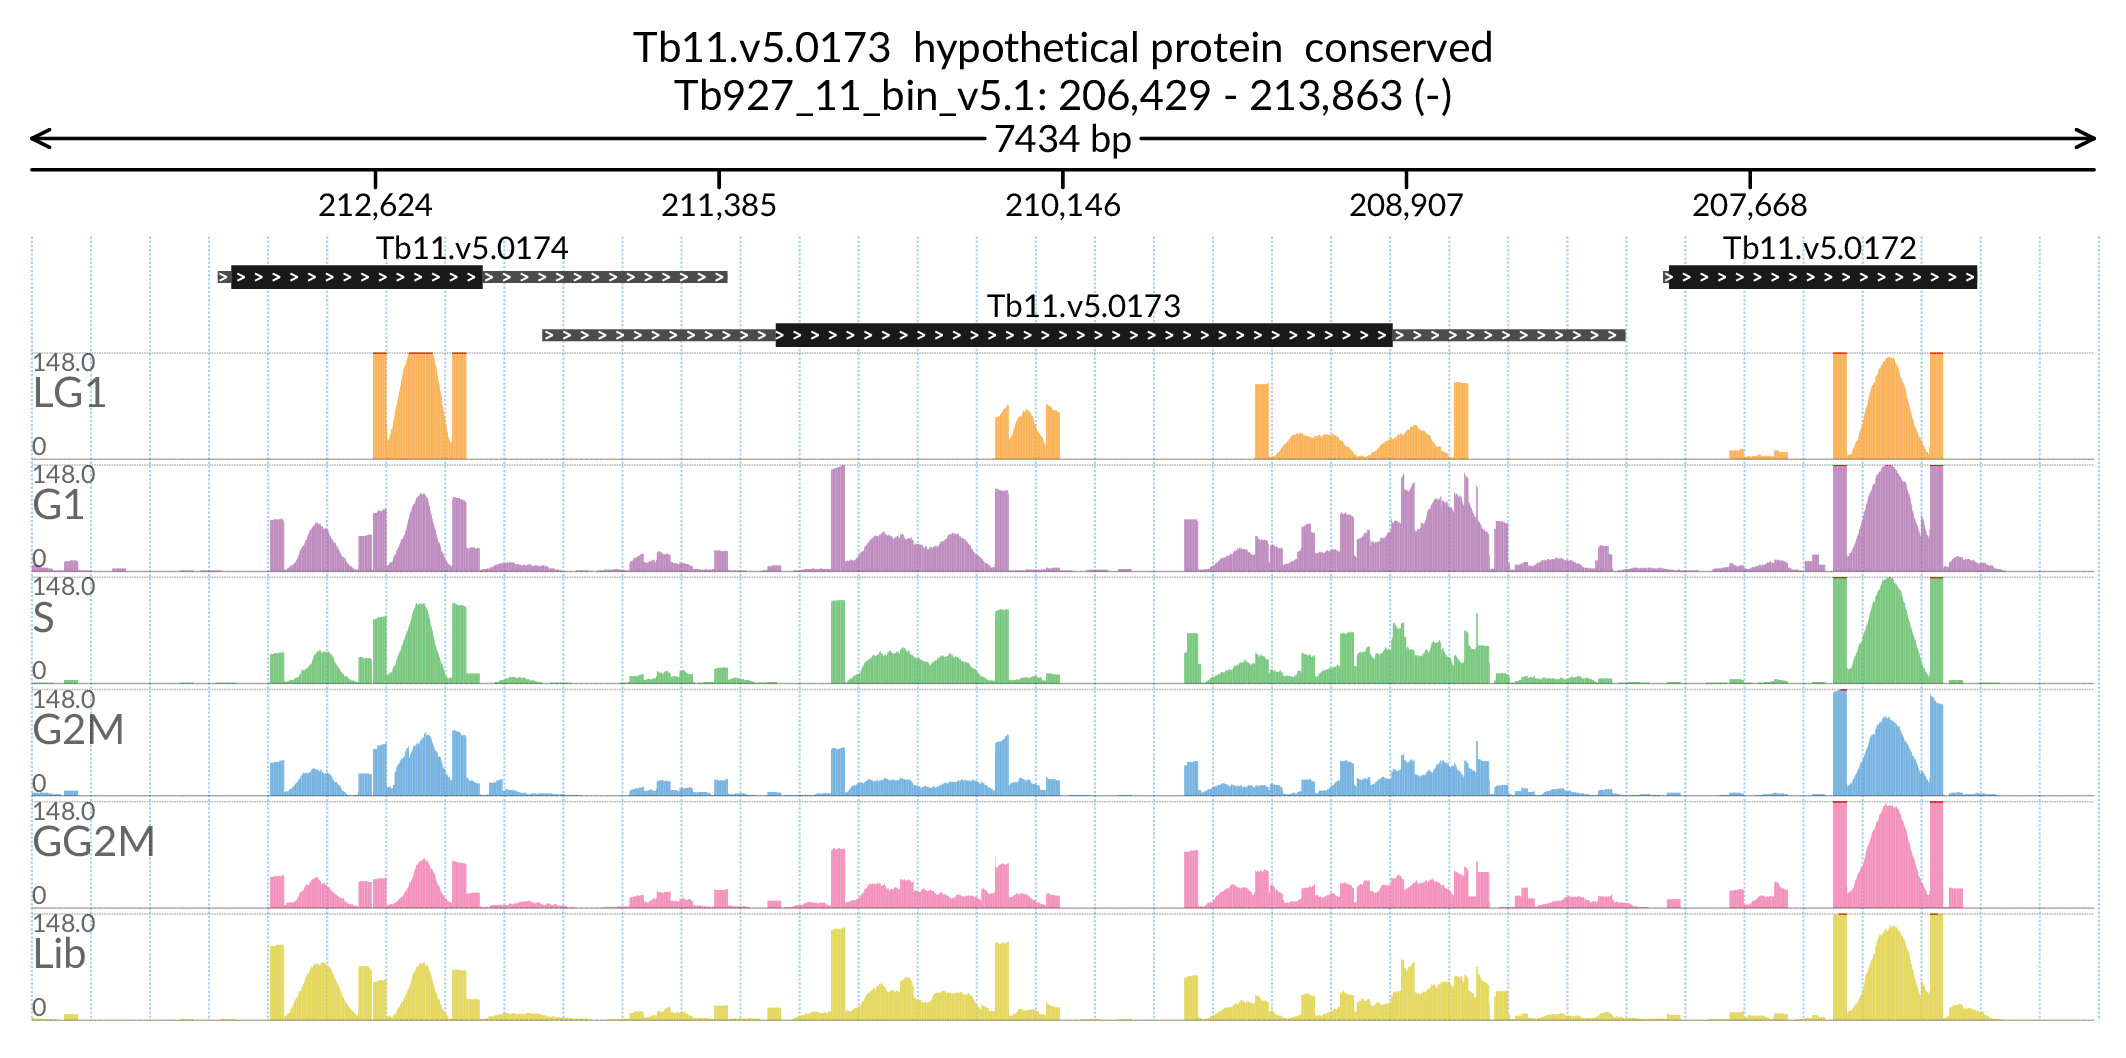 Tb11.v5.0173 hypothetical protein conserved
Tb927_11_bin_v5.1: 206,429 - 213,863 (-)
7434 bp
212,624 211,385 210,146 208,907 207,668
Tb11.v5.0174 Tb11.v5.0172
Tb11.v5.0173
148.0
LG1
0
148.0
G1
0
148.0
S
0
148.0
G2M
0
148.0
GG2M
0
148.0
Lib
0